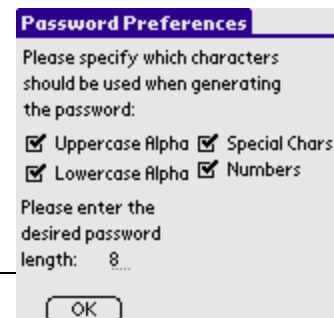 Password Preferences
Please specify which characters
should be used when generating
the password:
Uppercase Alpha Special Chars
Lowercase Alpha Numbers
Please enter the
desired password
length: 8
OK